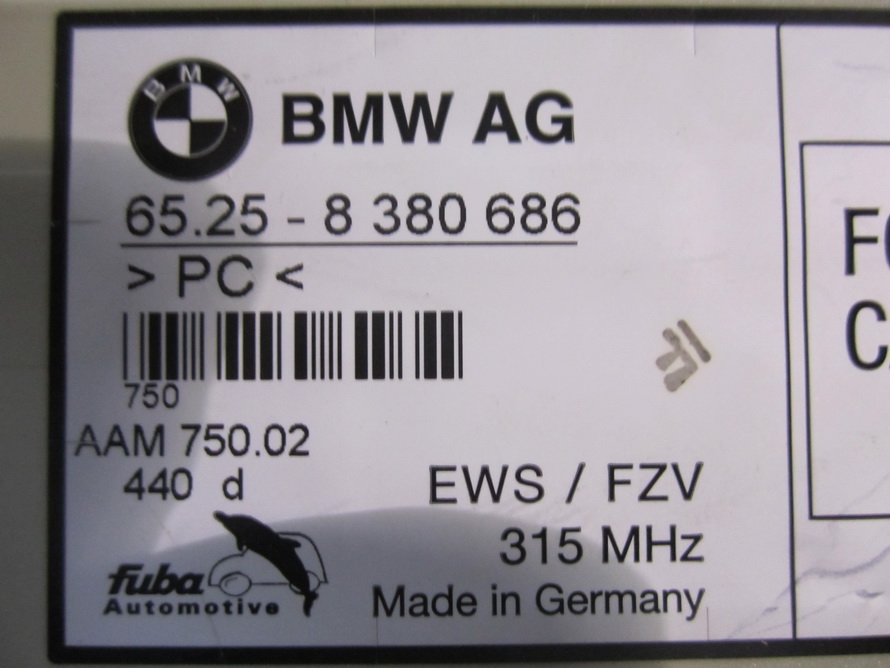 BMW
BMW AG
65.25 - 8 380 686
> PC <
750
AAM 750.02
440 d
EWS / FZV
315 MHz
fuba
Automotive
Made in Germany